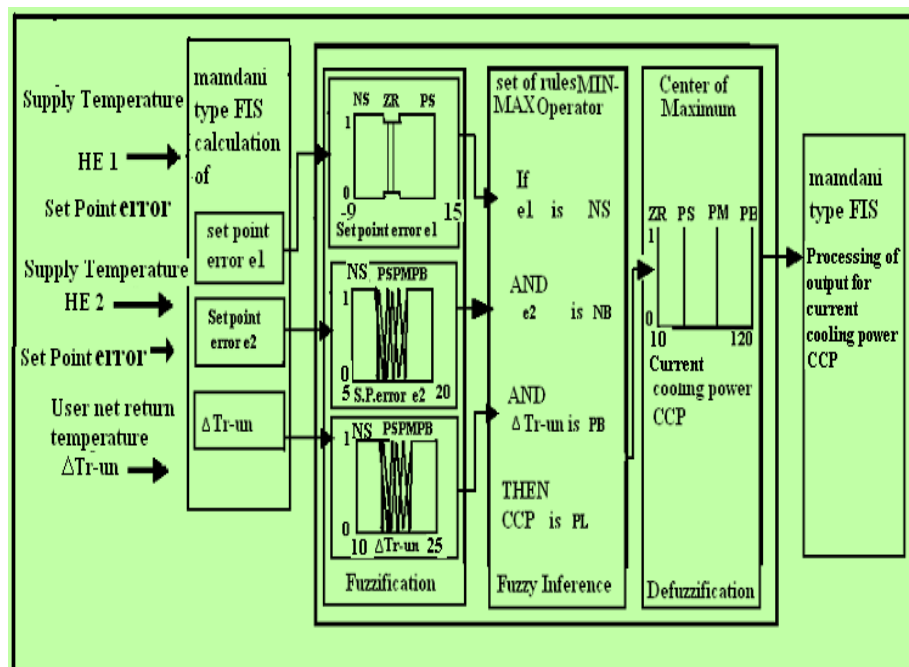 Supply Temperature
HE 1
Set Point error
Supply Temperature
HE 2
Set Point error
User net return
temperature
ΔTr-un
mamdani
type FIS
calculation
of
set point
error e1
Setpoint
error e2
ΔTr-un
NS ZR PS
1
0
-9 15
Setpoint error e1
NS PSPMPB
1
0
5 S.P.error e2 20
NS PSPMPB
1
0
10 ΔTr-un 25
Fuzzification
set of rules MIN-
MAX Operator
If
e1 is NS
AND
e2 is NB
AND
ΔTr-un is PB
THEN
CCP is PL
Fuzzy Inference
Center of
Maximum
ZR PS PM PB
1
0
10 120
Current
cooling power
CCP
Defuzzification
mamdani
type FIS
Processing of
output for
current
cooling power
CCP